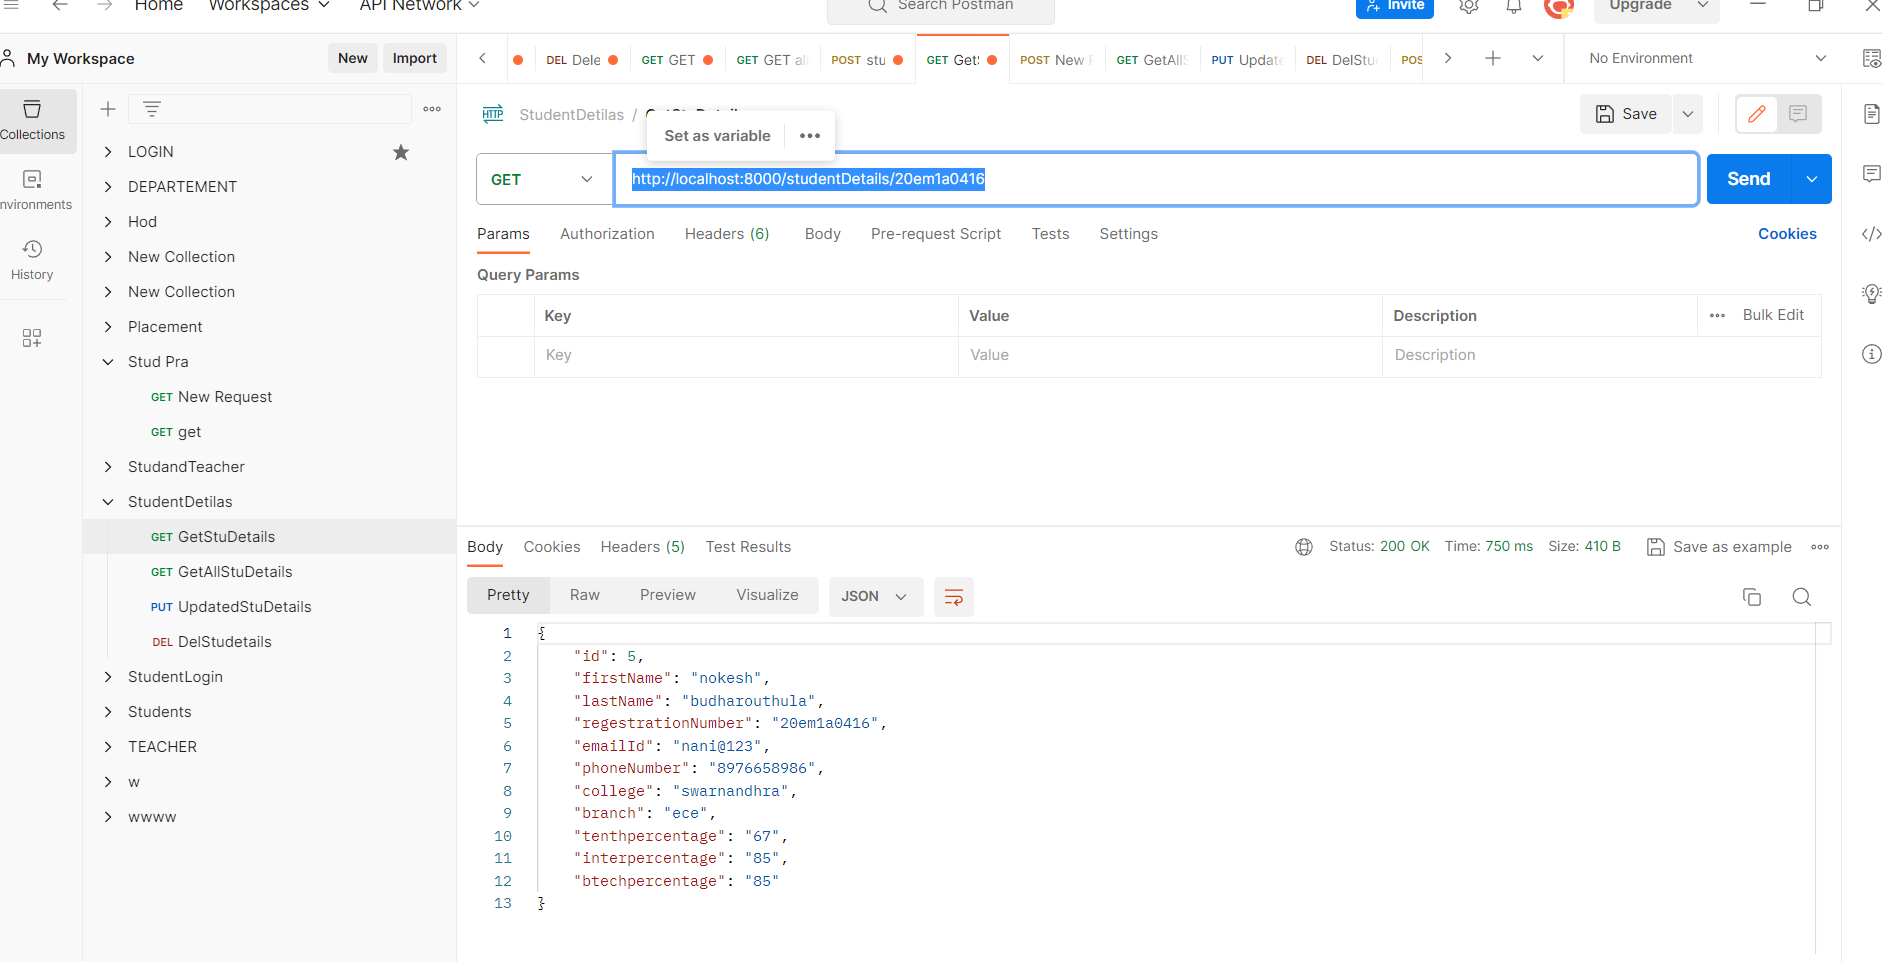 Home Workspaces API Network Search Postman Invite Upgrade
My Workspace New Import DEL Dele GET GET GET GET all POST stu GET GetS POST New R GET GetAllS PUT Update DEL DelStu POS No Environment
Collections
nvironments
History
LOGIN
DEPARTEMENT
Hod
New Collection
New Collection
Placement
Stud Pra
GET New Request
GET get
StudandTeacher
StudentDetilas
GET GetStuDetails
GET GetAllStuDetails
PUT UpdatedStuDetails
DEL DelStudetails
StudentLogin
Students
TEACHER
w
wwww
HTTP StudentDetilas / GetStuDetails Save
Set as variable
GET http://localhost:8000/studentDetails/20em1a0416 Send
Params Authorization Headers (6) Body Pre-request Script Tests Settings Cookies
Query Params
Key Value Description Bulk Edit
Key Value Description
Body Cookies Headers (5) Test Results Status: 200 OK Time: 750 ms Size: 410 B Save as example
Pretty Raw Preview Visualize JSON
1 {
2 "id": 5,
3 "firstName": "nokesh",
4 "lastName": "budharouthula",
5 "regestrationNumber": "20em1a0416",
6 "emailId": "nani@123",
7 "phoneNumber": "8976658986",
8 "college": "swarnandhra",
9 "branch": "ece",
10 "tenthpercentage": "67",
11 "interpercentage": "85",
12 "btechpercentage": "85"
13 }